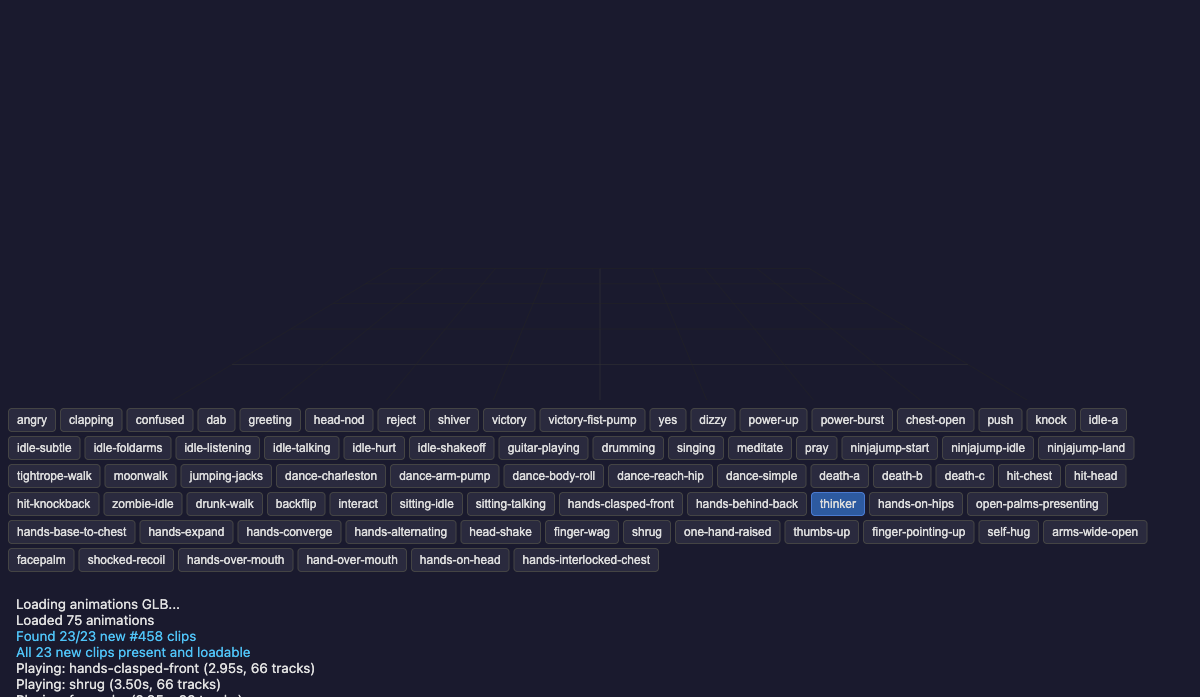 angry clapping confused dab greeting head-nod reject shiver victory victory-fist-pump yes dizzy power-up power-burst chest-open push knock idle-a
idle-subtle idle-foldarms idle-listening idle-talking idle-hurt idle-shakeoff guitar-playing drumming singing meditate pray ninjajump-start ninjajump-idle ninjajump-land
tightrope-walk moonwalk jumping-jacks dance-charleston dance-arm-pump dance-body-roll dance-reach-hip dance-simple death-a death-b death-c hit-chest hit-head
hit-knockback zombie-idle drunk-walk backflip interact sitting-idle sitting-talking hands-clasped-front hands-behind-back thinker hands-on-hips open-palms-presenting
hands-base-to-chest hands-expand hands-converge hands-alternating head-shake finger-wag shrug one-hand-raised thumbs-up finger-pointing-up self-hug arms-wide-open
facepalm shocked-recoil hands-over-mouth hand-over-mouth hands-on-head hands-interlocked-chest
Loading animations GLB...
Loaded 75 animations
Found 23/23 new #458 clips
All 23 new clips present and loadable
Playing: hands-clasped-front (2.95s, 66 tracks)
Playing: shrug (3.50s, 66 tracks)